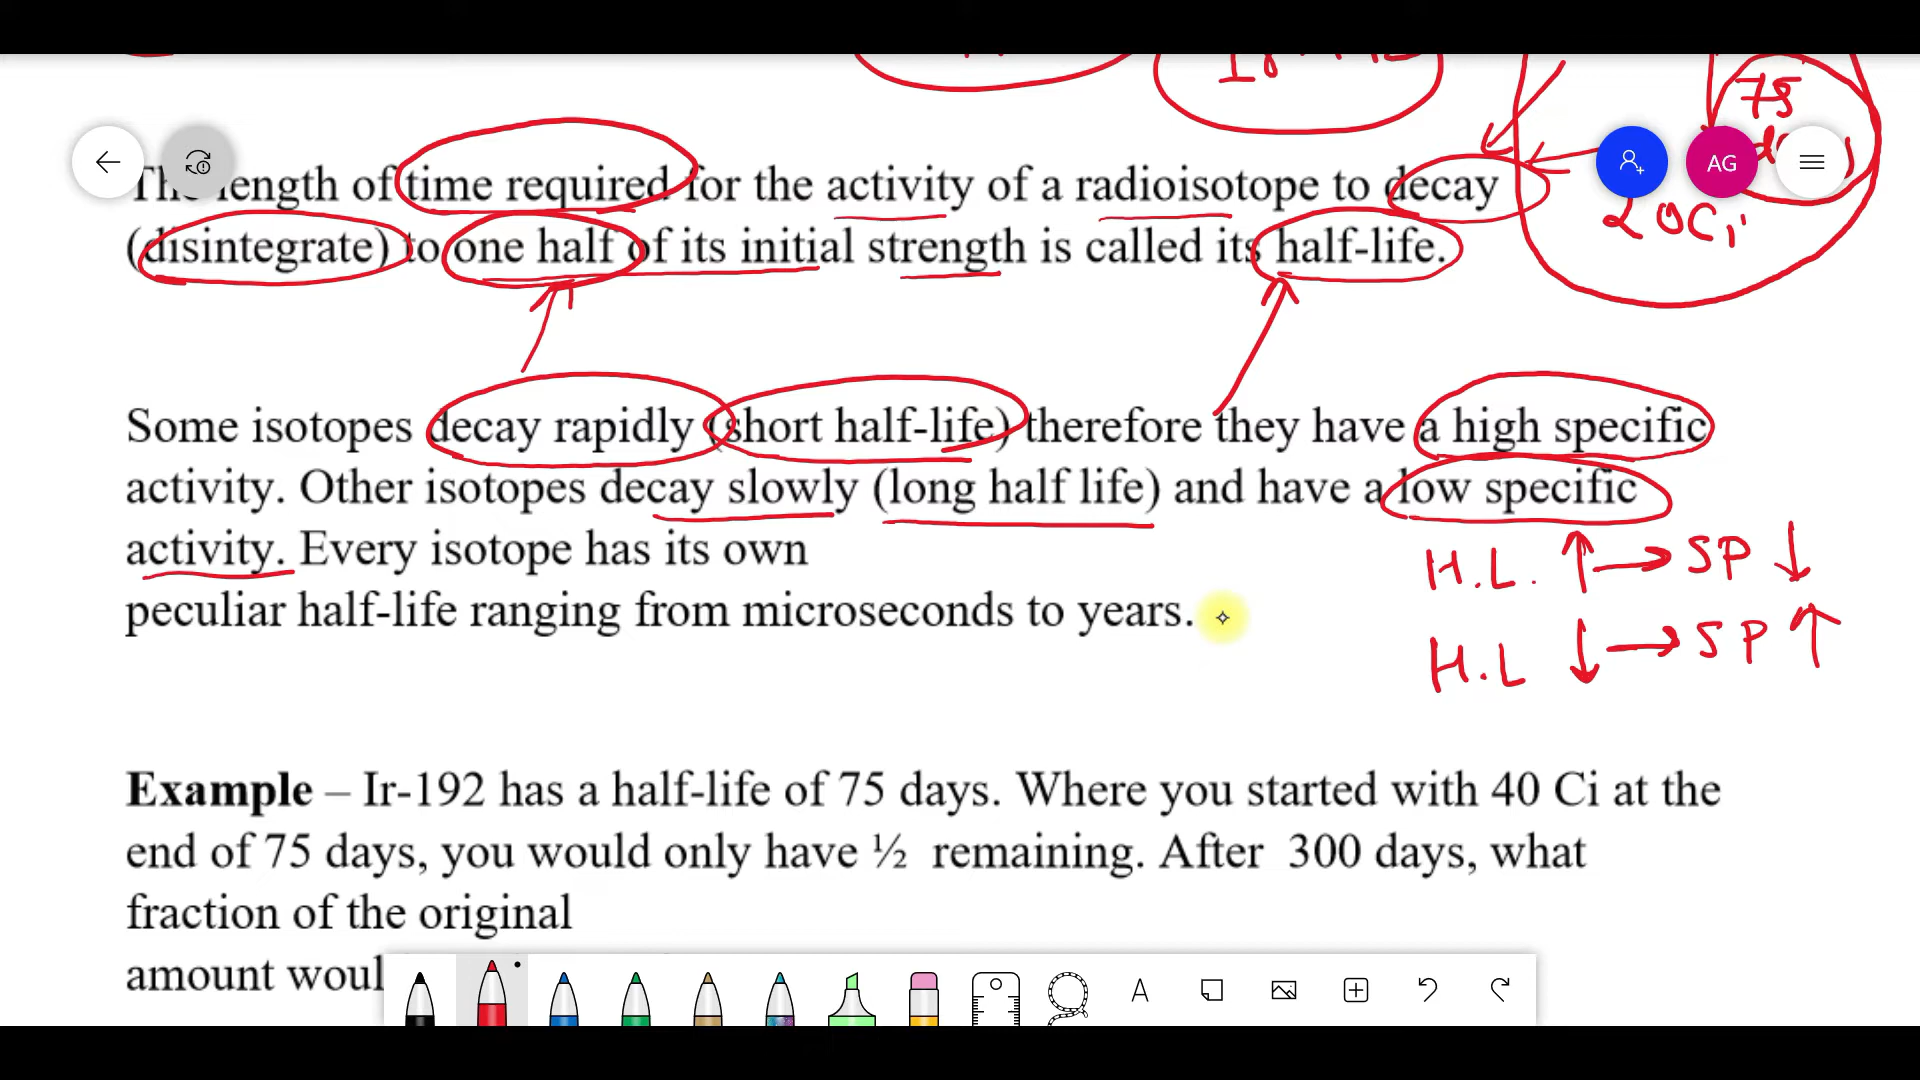 75
AG
20Ci
The length of time required for the activity of a radioisotope to decay
(disintegrate) to one half of its initial strength is called its half-life.
Some isotopes decay rapidly (short half-life) therefore they have a high specific
activity. Other isotopes decay slowly (long half life) and have a low specific
activity. Every isotope has its own
H.L. ↑ → SP ↓
peculiar half-life ranging from microseconds to years.
H.L ↓ → SP ↑
Example – Ir-192 has a half-life of 75 days. Where you started with 40 Ci at the
end of 75 days, you would only have ½ remaining. After 300 days, what
fraction of the original
amount woul